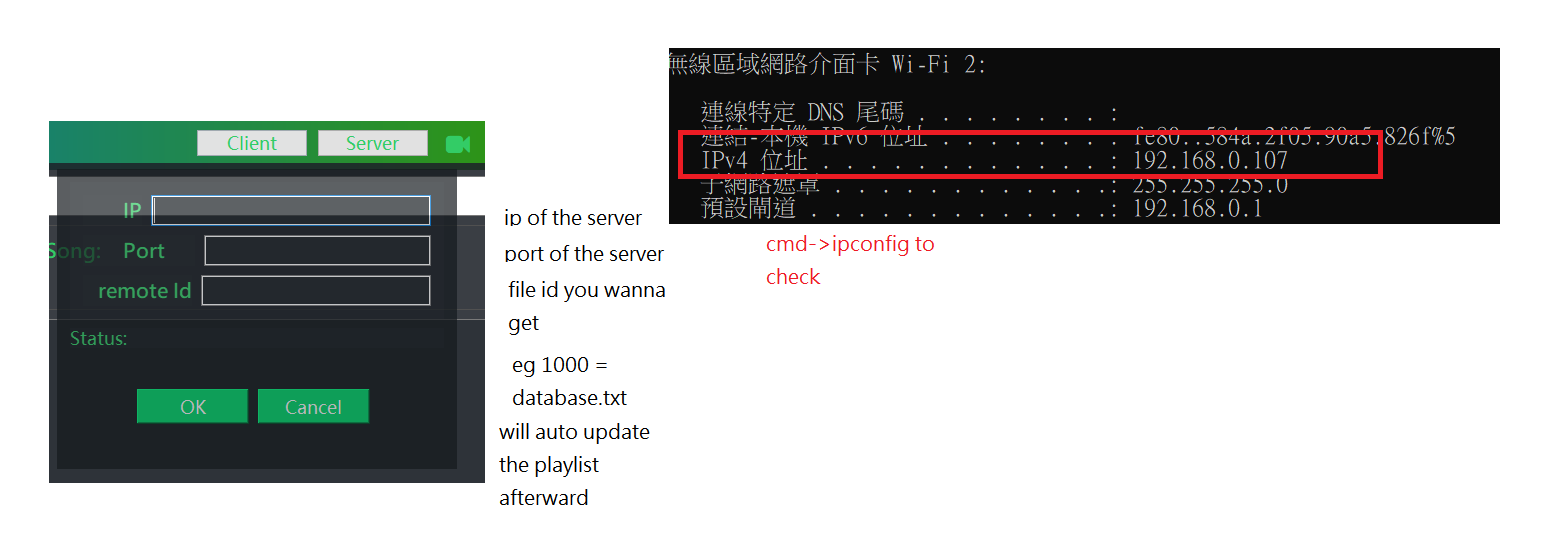 Client Server
IP
Song: Port
remote Id
Status:
OK Cancel
ip of the server
port of the server
file id you wanna
get
eg 1000 =
database.txt
will auto update
the playlist
afterward
無線區域網路介面卡 Wi-Fi 2:
連線特定 DNS 尾碼 . . . . . . . . :
連結-本機 IPv6 位址 . . . . . . . : fe80::584a:2f05:90a5:826f%5
IPv4 位址 . . . . . . . . . . . . : 192.168.0.107
子網路遮罩 . . . . . . . . . . . .: 255.255.255.0
預設閘道 . . . . . . . . . . . . .: 192.168.0.1
cmd->ipconfig to
check